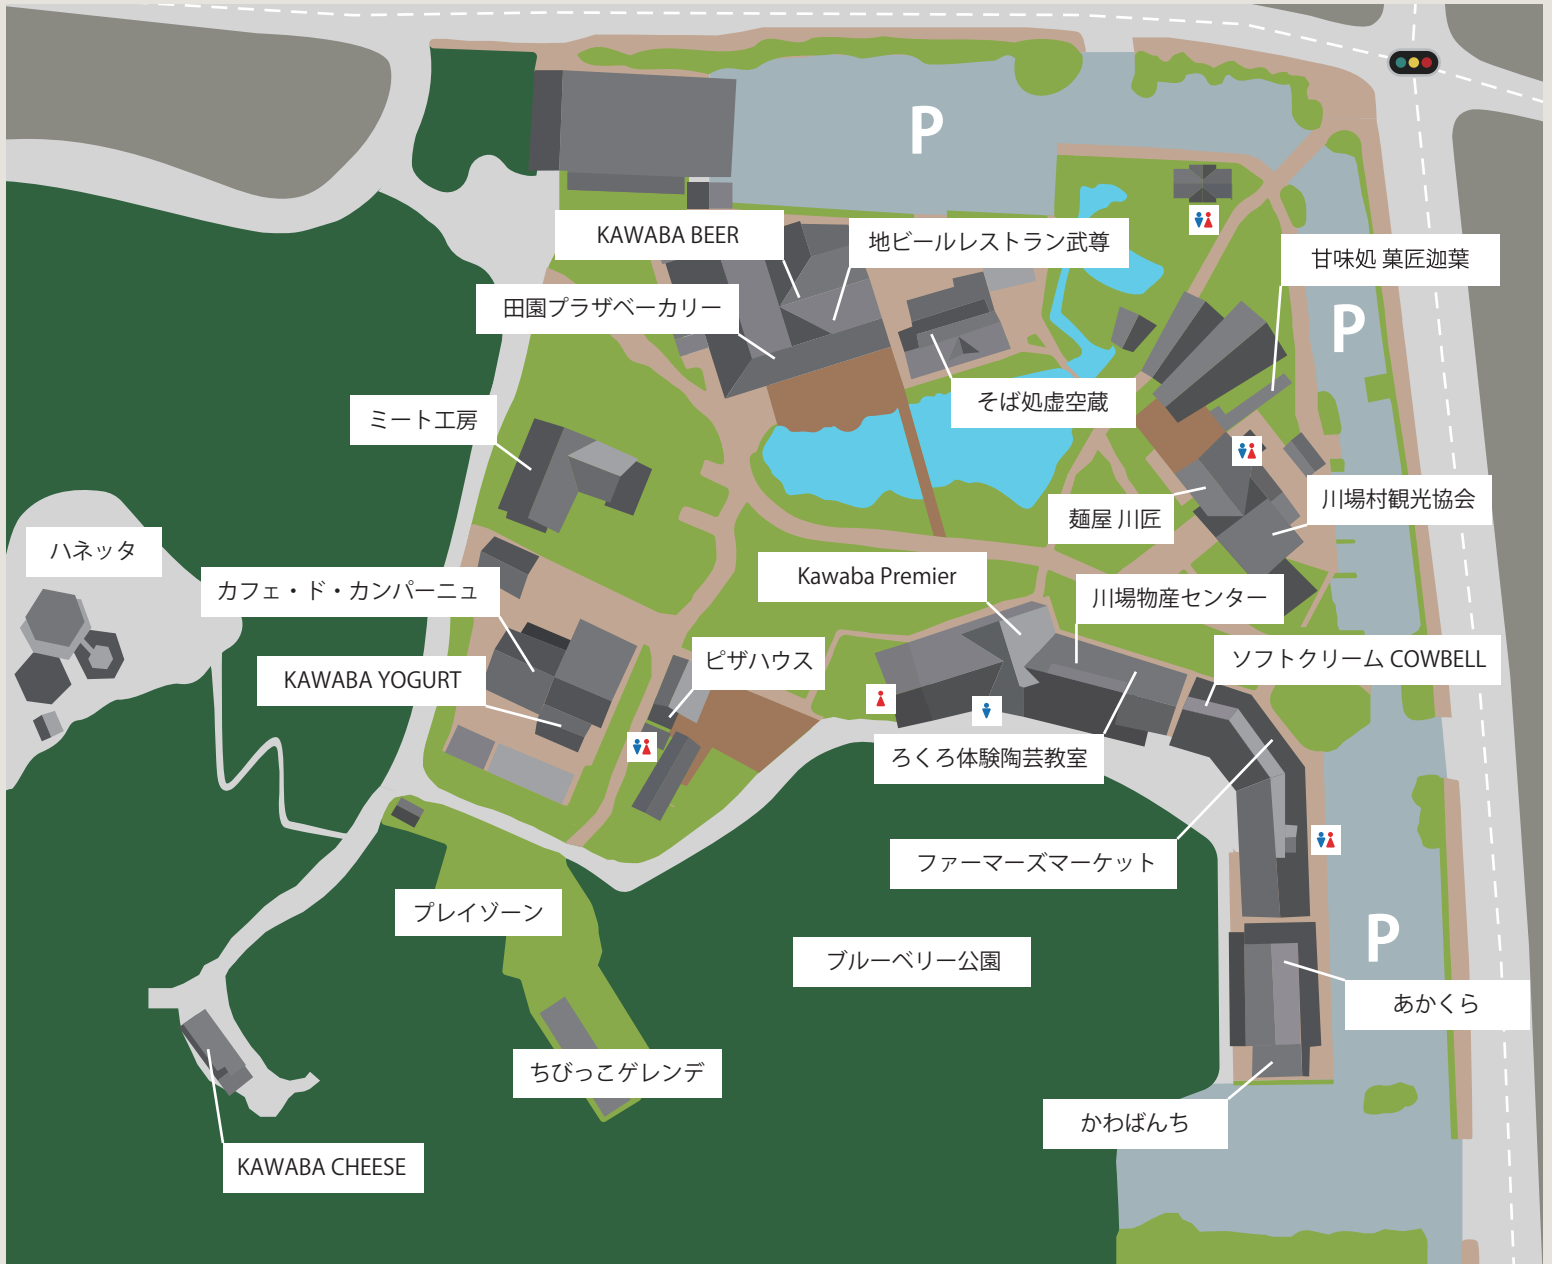 P
KAWABA BEER
地ビールレストラン武尊
甘味処 菓匠迦葉
田園プラザベーカリー
P
そば処虚空蔵
ミート工房
川場村観光協会
麺屋 川匠
ハネッタ
Kawaba Premier
カフェ・ド・カンパーニュ
川場物産センター
ピザハウス
ソフトクリーム COWBELL
KAWABA YOGURT
ろくろ体験陶芸教室
ファーマーズマーケット
プレイゾーン
P
ブルーベリー公園
あかくら
ちびっこゲレンデ
かわばんち
KAWABA CHEESE